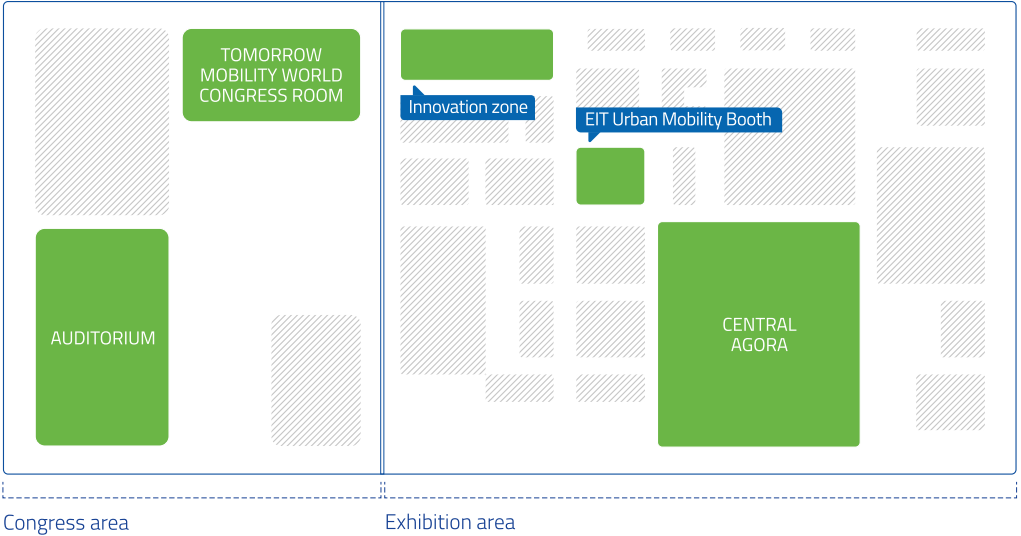 TOMORROW
MOBILITY WORLD
CONGRESS ROOM
Innovation zone
EIT Urban Mobility Booth
AUDITORIUM
CENTRAL
AGORA
Congress area
Exhibition area